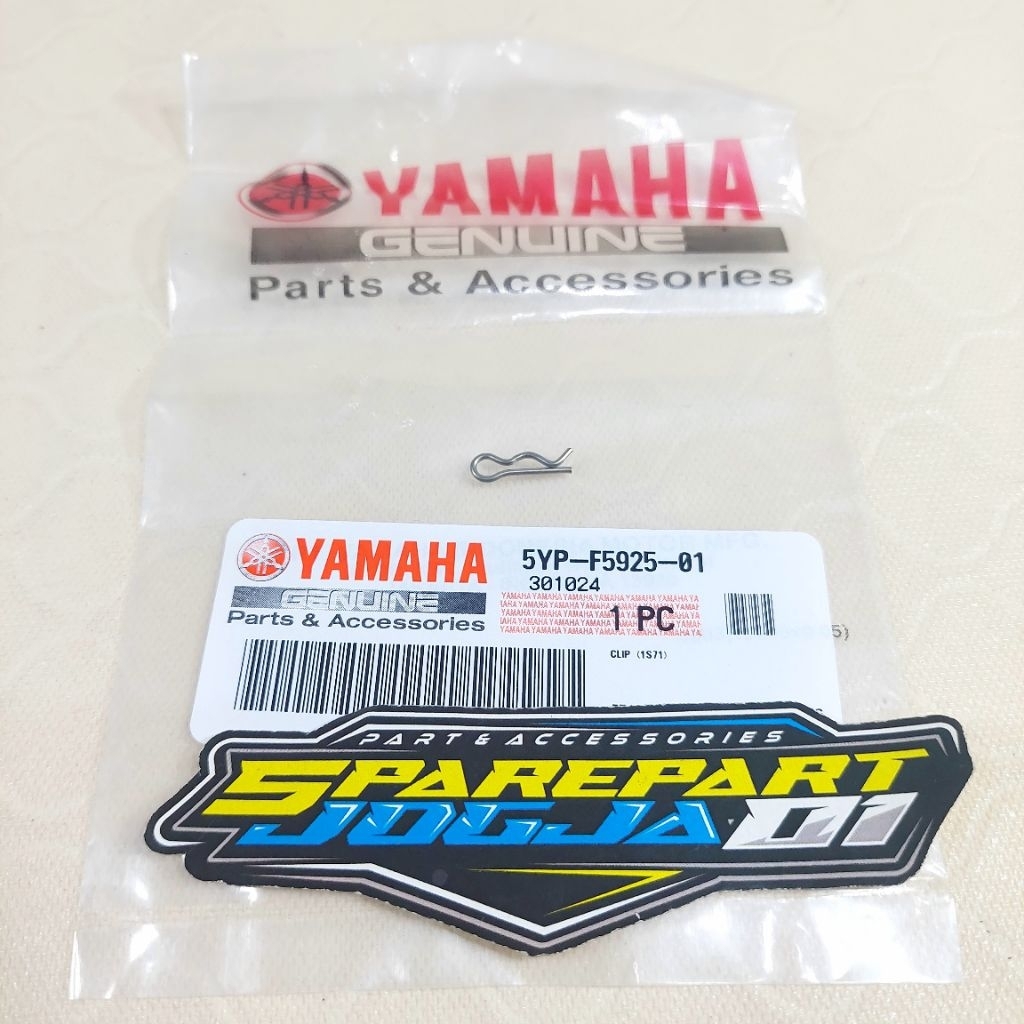 YAMAHA
GENUINE
Parts & Accessories
YAMAHA
GENUINE
Parts & Accessories
5YP-F5925-01
301024
1 PC
CLIP (1S71)
PART & ACCESSORIES
SPAREPART
JOGJA 01